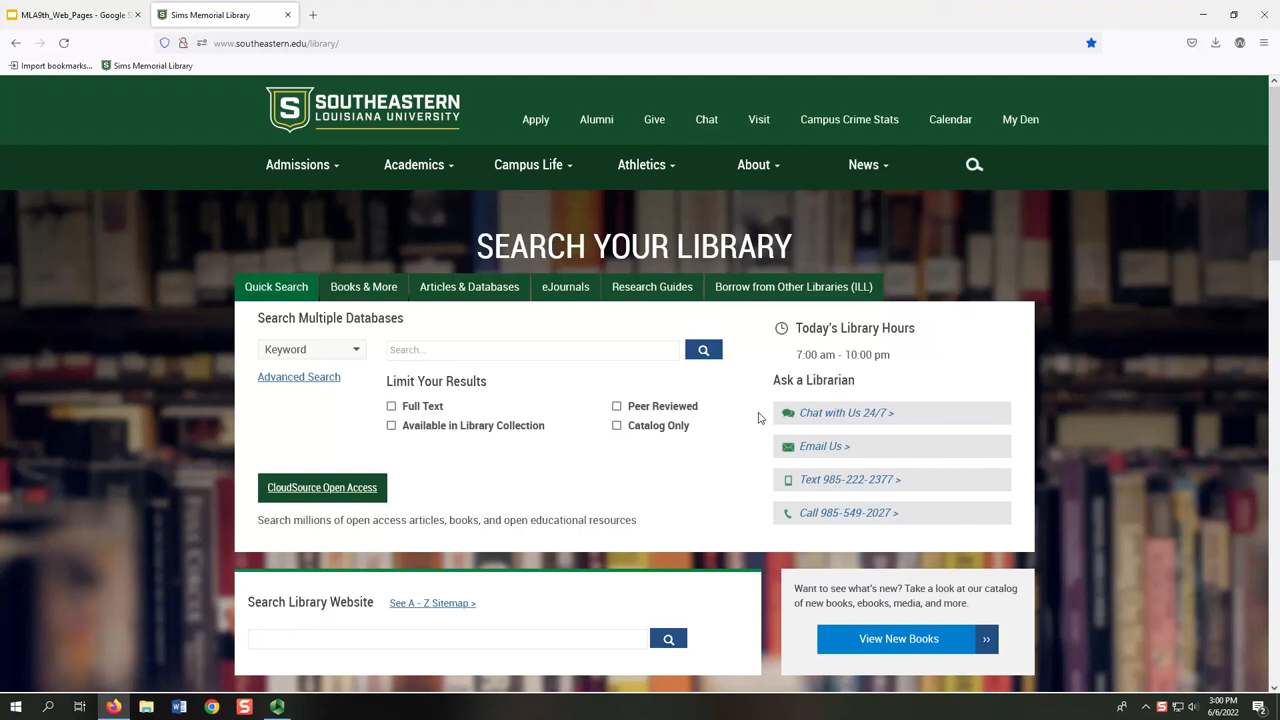 MLA9th_Web_Pages - Google S
Sims Memorial Library
www.southeastern.edu/library/
Import bookmarks...
Sims Memorial Library
S
SOUTHEASTERN
LOUISIANA UNIVERSITY
Apply
Alumni
Give
Chat
Visit
Campus Crime Stats
Calendar
My Den
Admissions
Academics
Campus Life
Athletics
About
News
SEARCH YOUR LIBRARY
Quick Search
Books & More
Articles & Databases
eJournals
Research Guides
Borrow from Other Libraries (ILL)
Search Multiple Databases
Keyword
Search...
Advanced Search
Limit Your Results
Full Text
Peer Reviewed
Available in Library Collection
Catalog Only
CloudSource Open Access
Search millions of open access articles, books, and open educational resources
Today's Library Hours
7:00 am - 10:00 pm
Ask a Librarian
Chat with Us 24/7 >
Email Us >
Text 985-222-2377 >
Call 985-549-2027 >
Search Library Website
See A - Z Sitemap >
Want to see what's new? Take a look at our catalog
of new books, ebooks, media, and more.
View New Books
››
3:00 PM
6/6/2022
2